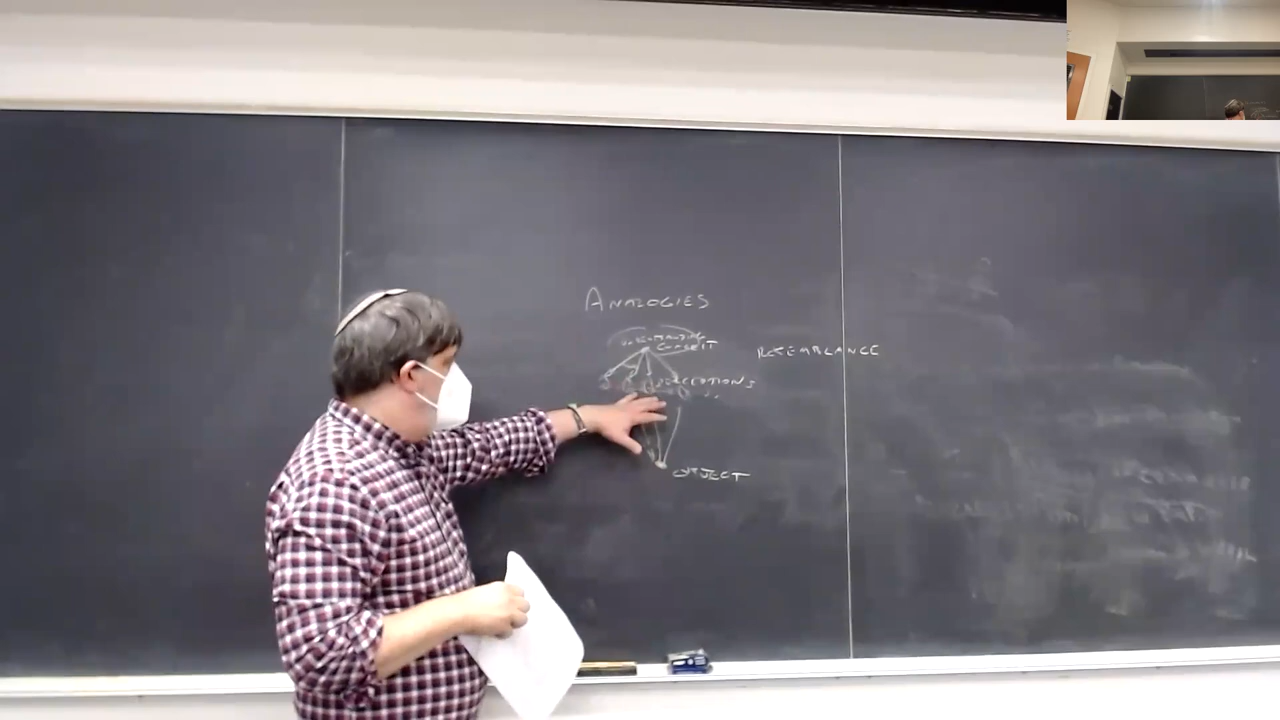 ANALOGIES
UNDERSTANDING
CONCEPT
RESEMBLANCE
PERCEPTIONS
OBJECT